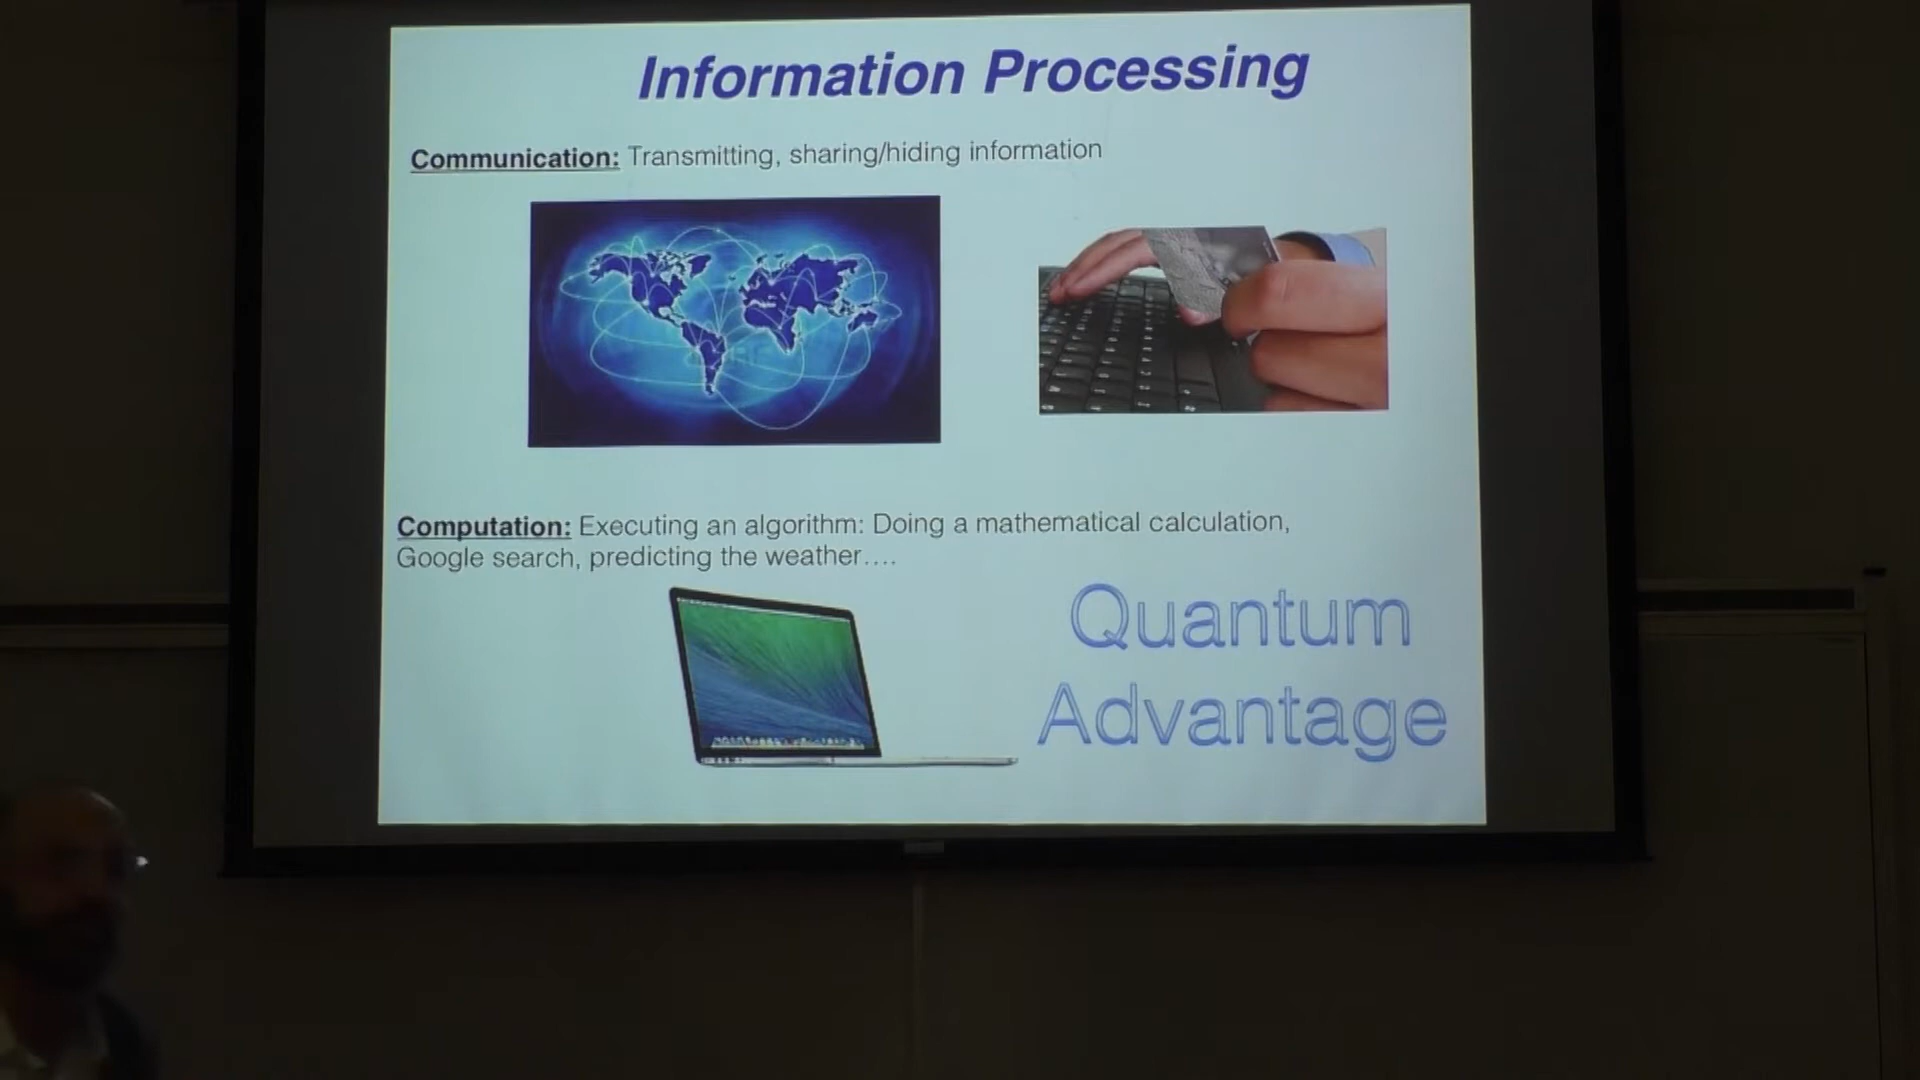 Information Processing
Communication: Transmitting, sharing/hiding information
Computation: Executing an algorithm: Doing a mathematical calculation,
Google search, predicting the weather....
Quantum
Advantage